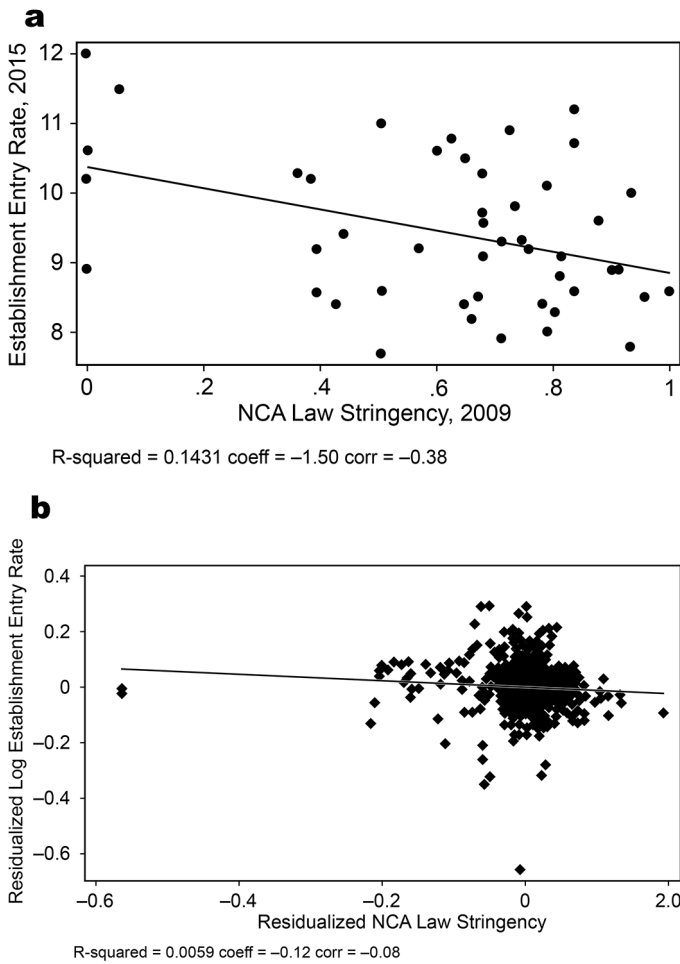 a
Establishment Entry Rate, 2015
12
11
10
9
8
0 .2 .4 .6 .8 1
NCA Law Stringency, 2009
R-squared = 0.1431 coeff = –1.50 corr = –0.38
b
Residualized Log Establishment Entry Rate
0.4
0.2
0
–0.2
–0.4
–0.6
–0.6 –0.4 –0.2 0 2.0
Residualized NCA Law Stringency
R-squared = 0.0059 coeff = –0.12 corr = –0.08